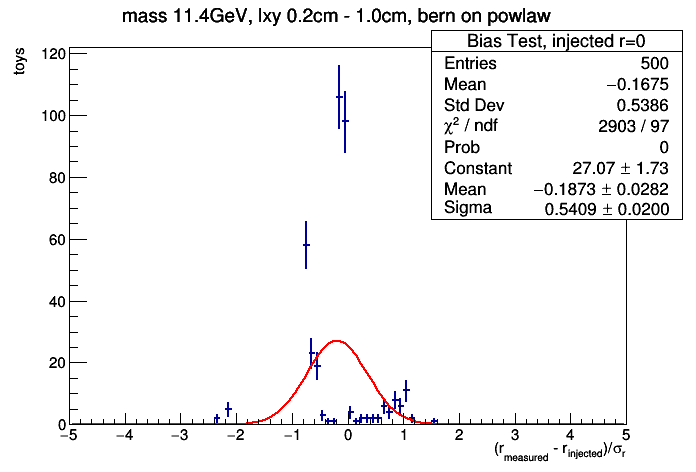 mass 11.4GeV, lxy 0.2cm - 1.0cm, bern on powlaw
toys
Bias Test, injected r=0
Entries 500
Mean −0.1675
Std Dev 0.5386
χ² / ndf 2903 / 97
Prob 0
Constant 27.07 ± 1.73
Mean −0.1873 ± 0.0282
Sigma 0.5409 ± 0.0200
120
100
80
60
40
20
0
−5 −4 −3 −2 −1 0 1 2 3 4 5
(r_measured - r_injected)/σ_r